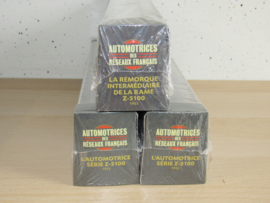 AUTOMOTRICES
DES
RÉSEAUX FRANÇAIS
LA REMORQUE
INTERMÉDIAIRE
DE LA RAME
Z-5100
AUTOMOTRICES
DES
RÉSEAUX FRANÇAIS
L'AUTOMOTRICE
SÉRIE Z-5100
AUTOMOTRICES
DES
RÉSEAUX FRANÇAIS
L'AUTOMOTRICE
SÉRIE Z-5100